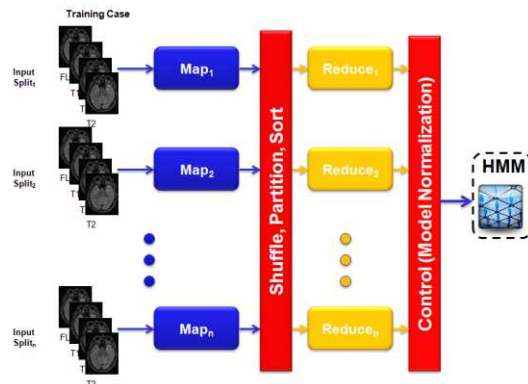 Training Case
Input
Split₁
FL
T1
T2
Map₁
Reduce₁
Input
Split₂
FL
T1
T2
Map₂
Reduce₂
Shuffle, Partition, Sort
Control (Model Normalization)
HMM
Input
Splitₙ
FL
T1
T2
Mapₙ
Reduceₙ